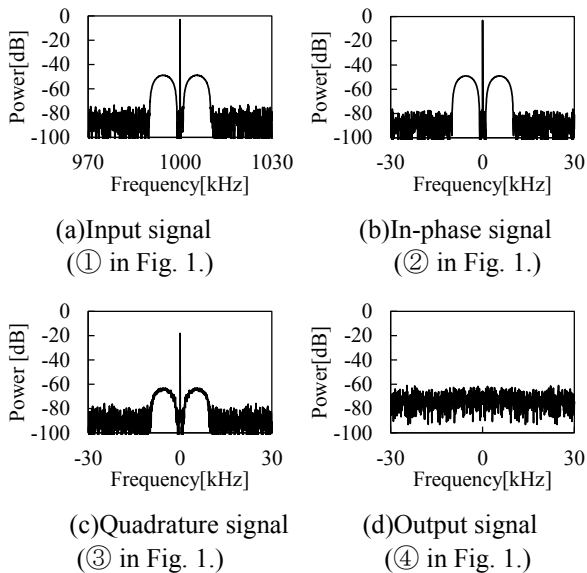 0
-20
-40
-60
-80
-100
Power[dB]
970 1000 1030
Frequency[kHz]
(a)Input signal
(① in Fig. 1.)
0
-20
-40
-60
-80
-100
Power[dB]
-30 0 30
Frequency[kHz]
(b)In-phase signal
(② in Fig. 1.)
0
-20
-40
-60
-80
-100
Power [dB]
-30 0 30
Frequency[kHz]
(c)Quadrature signal
(③ in Fig. 1.)
0
-20
-40
-60
-80
-100
Power[dB]
-30 0 30
Frequency[kHz]
(d)Output signal
(④ in Fig. 1.)